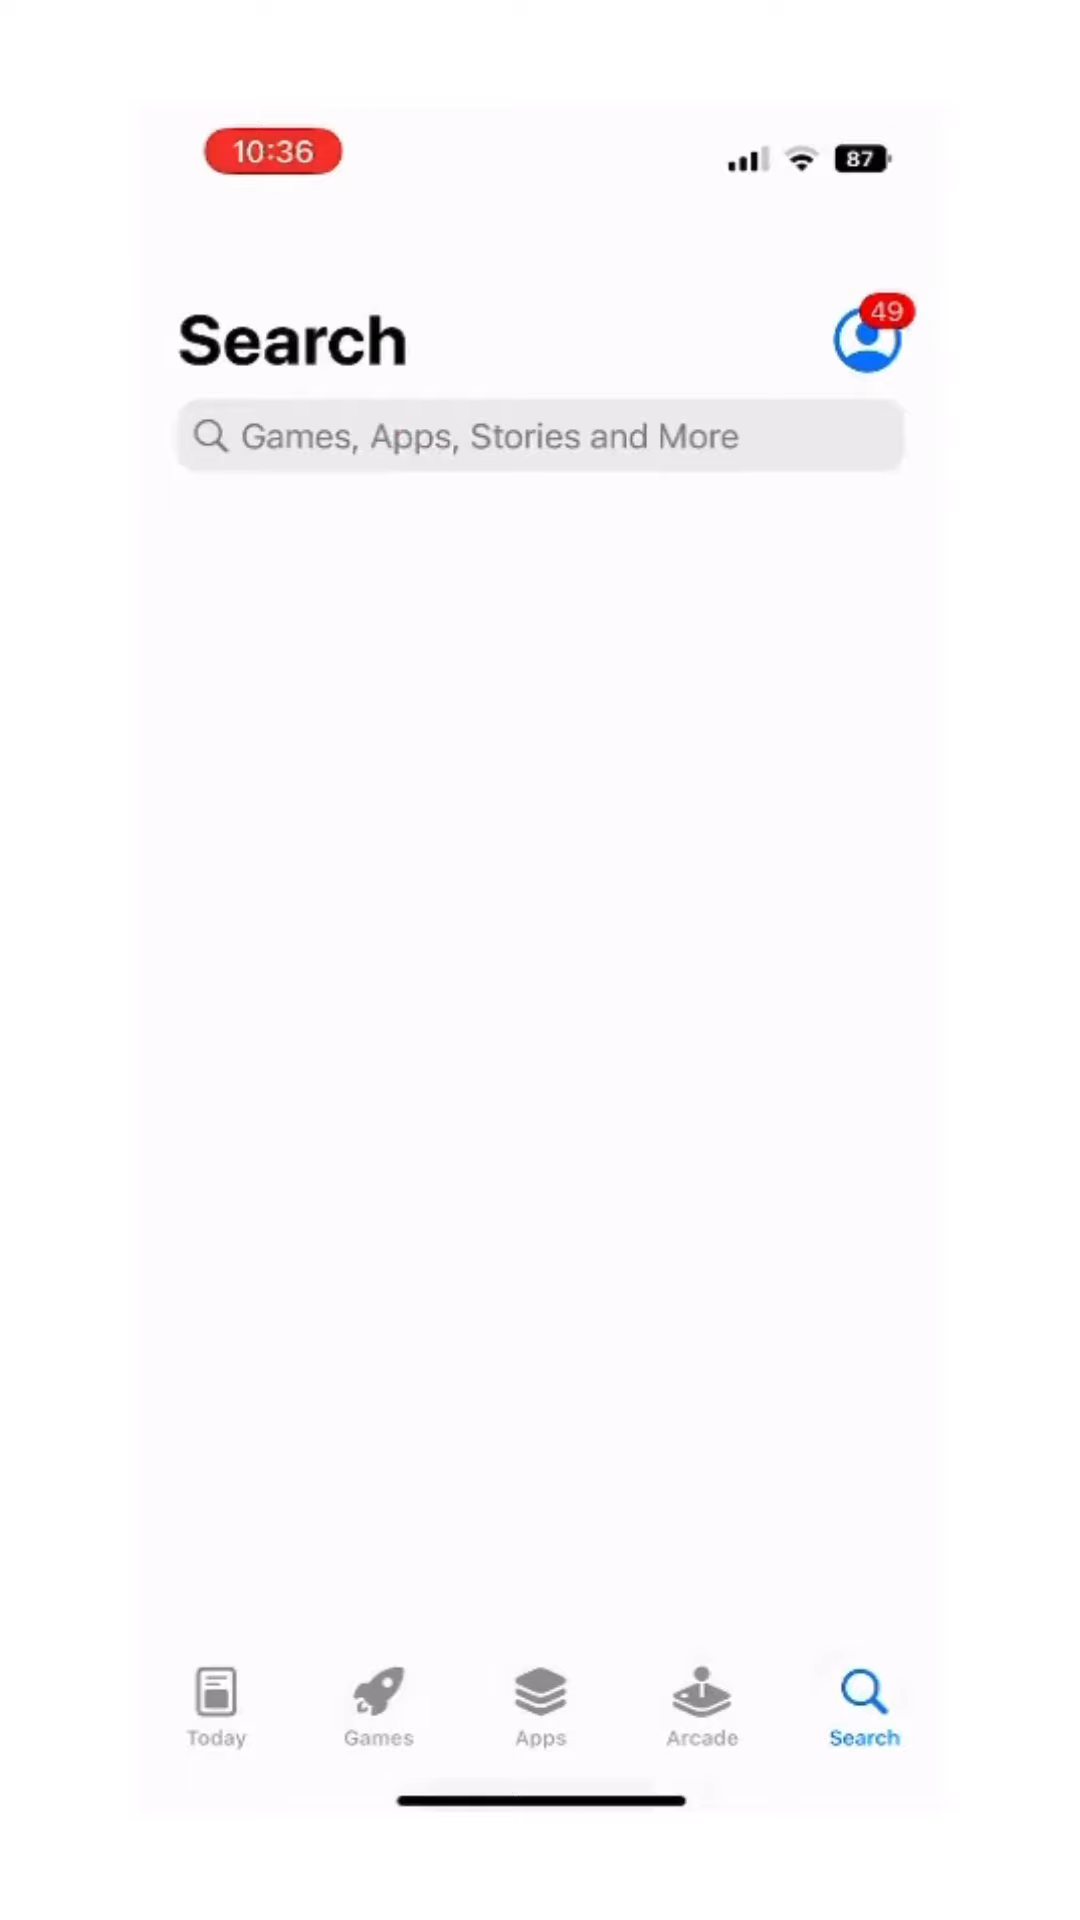 10:36
87
Search
49
Games, Apps, Stories and More
Today
Games
Apps
Arcade
Search